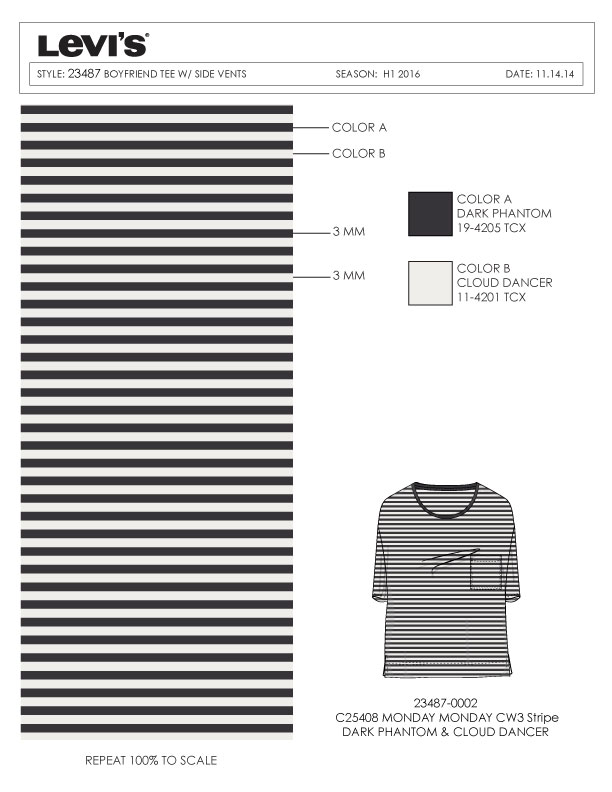 LEVI'S®
STYLE: 23487 BOYFRIEND TEE W/ SIDE VENTS SEASON: H1 2016 DATE: 11.14.14
COLOR A
COLOR B
3 MM
3 MM
COLOR A
DARK PHANTOM
19-4205 TCX
COLOR B
CLOUD DANCER
11-4201 TCX
23487-0002
C25408 MONDAY MONDAY CW3 Stripe
DARK PHANTOM & CLOUD DANCER
REPEAT 100% TO SCALE